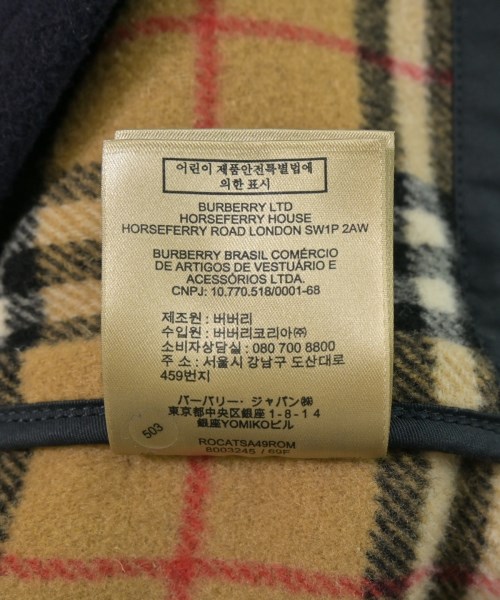 어린이 제품안전특별법에
의한 표시
BURBERRY LTD
HORSEFERRY HOUSE
HORSEFERRY ROAD LONDON SW1P 2AW
BURBERRY BRASIL COMÉRCIO
DE ARTIGOS DE VESTUÁRIO E
ACESSÓRIOS LTDA.
CNPJ: 10.770.518/0001-68
제조원 : 버버리
수입원 : 버버리코리아㈜
소비자상담실 : 080 700 8800
주 소 : 서울시 강남구 도산대로
459번지
バーバリー・ジャパン㈱
東京都中央区銀座1-8-14
銀座YOMIKOビル
503
ROCATSA49ROM
8003245 / 69F